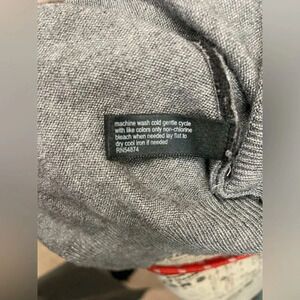 machine wash cold gentle cycle
with like colors only non-chlorine
bleach when needed lay flat to
dry cool iron if needed
RN54874